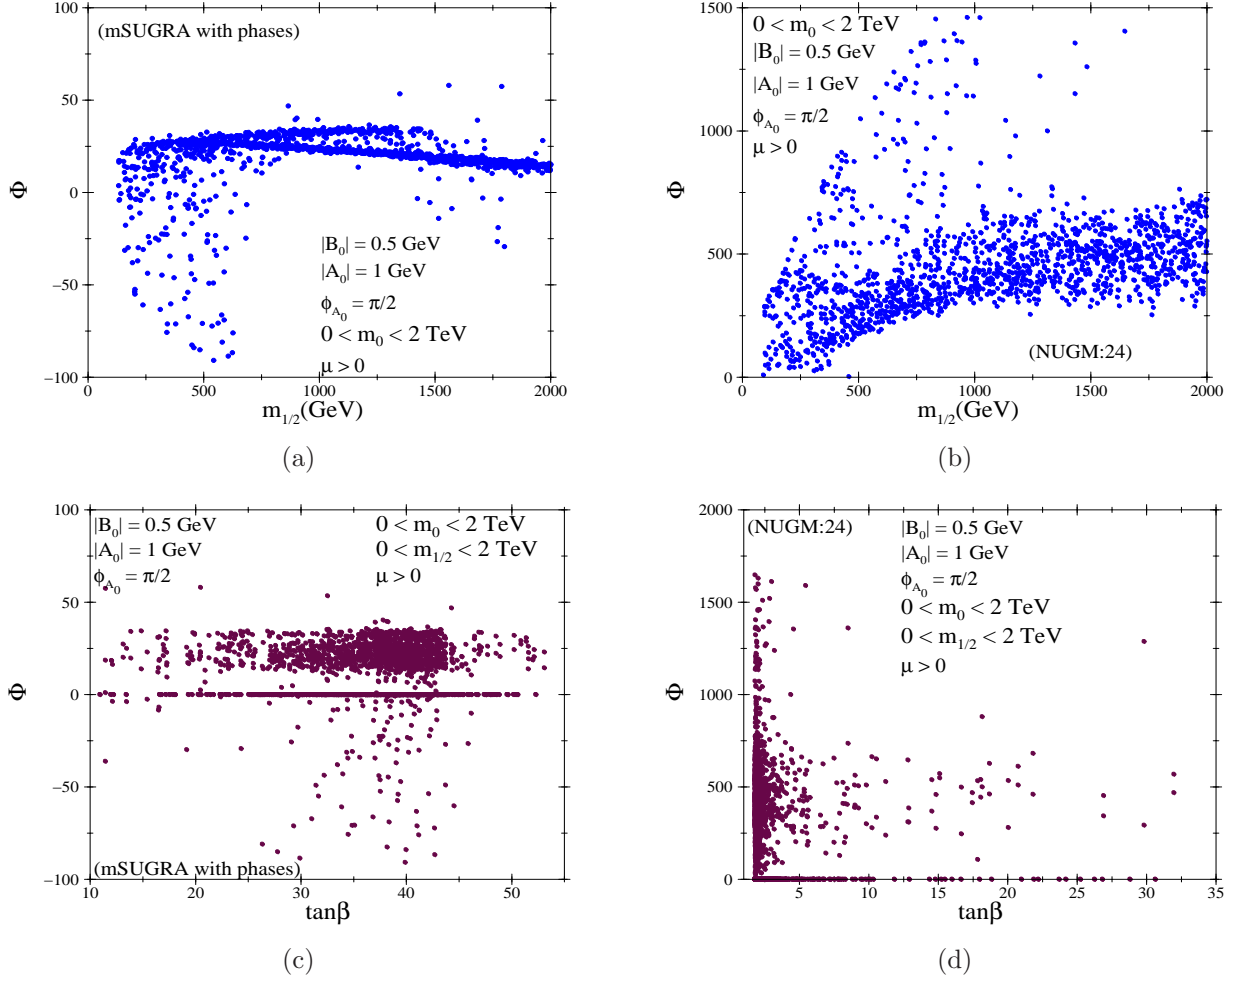 100
(mSUGRA with phases)
50
Φ
0
−50
−100
|B0| = 0.5 GeV
|A0| = 1 GeV
ϕA0 = π/2
0 < m0 < 2 TeV
μ > 0
0 500 1000 1500 2000
m1/2(GeV)
(a)
1500
0 < m0 < 2 TeV
|B0| = 0.5 GeV
|A0| = 1 GeV
ϕA0 = π/2
μ > 0
1000
Φ
500
(NUGM:24)
0
0 500 1000 1500 2000
m1/2(GeV)
(b)
100
|B0| = 0.5 GeV
|A0| = 1 GeV
ϕA0 = π/2
0 < m0 < 2 TeV
0 < m1/2 < 2 TeV
μ > 0
50
Φ
0
−50
−100
(mSUGRA with phases)
10 20 30 40 50
tanβ
(c)
2000
(NUGM:24)
|B0| = 0.5 GeV
|A0| = 1 GeV
ϕA0 = π/2
0 < m0 < 2 TeV
0 < m1/2 < 2 TeV
μ > 0
1500
Φ
1000
500
0
5 10 15 20 25 30 35
tanβ
(d)